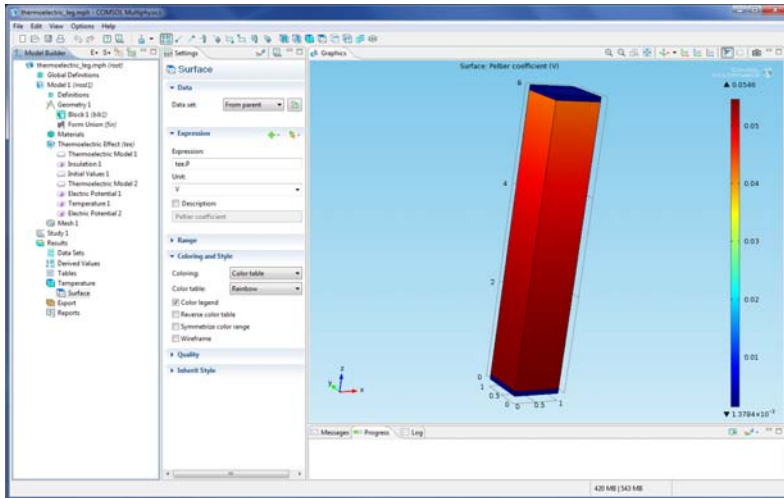 thermoelectric_leg.mph - COMSOL Multiphysics
File Edit View Options Help
Model Builder
thermoelectric_leg.mph (root)
Global Definitions
Model 1 (mod1)
Definitions
Geometry 1
Block 1 (blk1)
Form Union (fin)
Materials
Thermoelectric Effect (tee)
Thermoelectric Model 1
Insulation 1
Initial Values 1
Thermoelectric Model 2
Electric Potential 1
Temperature 1
Electric Potential 2
Mesh 1
Study 1
Results
Data Sets
Derived Values
Tables
Temperature
Surface
Export
Reports
Settings
Surface
Data
Data set: From parent
Expression
Expression:
tee.P
Unit:
V
Description:
Peltier coefficient
Range
Coloring and Style
Coloring: Color table
Color table: Rainbow
Color legend
Reverse color table
Symmetrize color range
Wireframe
Quality
Inherit Style
Graphics
Surface: Peltier coefficient (V)
6
4
2
0
1
0.5
0
0
0.5
1
z
y
x
▲ 0.0546
0.05
0.04
0.03
0.02
0.01
▼ 1.3784×10⁻³
Messages Progress Log
420 MB | 543 MB